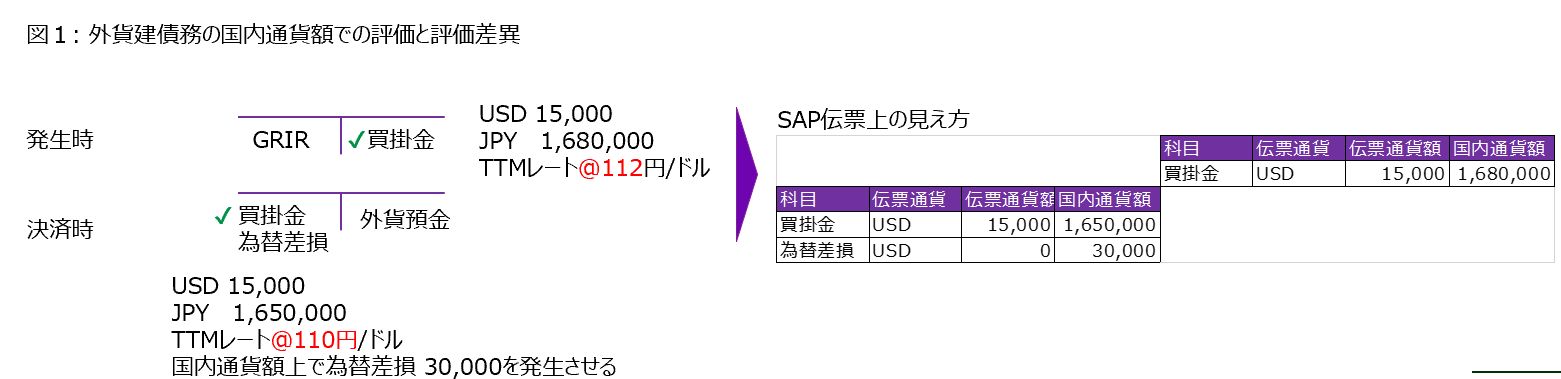 図1：外貨建債務の国内通貨額での評価と評価差異
発生時
GRIR ✓買掛金
USD 15,000
JPY 1,680,000
TTMレート@112円/ドル
決済時
✓買掛金 外貨預金
為替差損
USD 15,000
JPY 1,650,000
TTMレート@110円/ドル
国内通貨額上で為替差損 30,000を発生させる
SAP伝票上の見え方
科目 伝票通貨 伝票通貨額 国内通貨額
買掛金 USD 15,000 1,680,000
科目 伝票通貨 伝票通貨額 国内通貨額
買掛金 USD 15,000 1,650,000
為替差損 USD 0 30,000